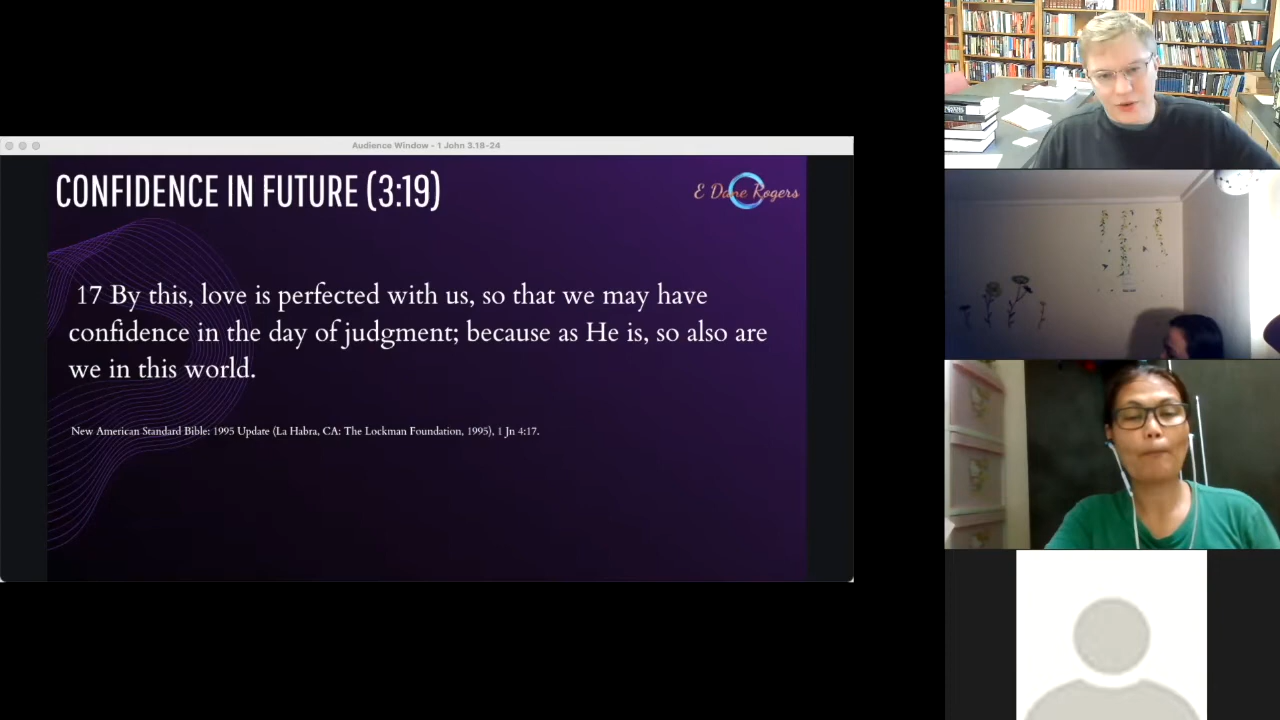 Audience Window - 1 John 3.18-24
CONFIDENCE IN FUTURE (3:19)
E Dane Rogers
17 By this, love is perfected with us, so that we may have
confidence in the day of judgment; because as He is, so also are
we in this world.
New American Standard Bible: 1995 Update (La Habra, CA: The Lockman Foundation, 1995), 1 Jn 4:17.